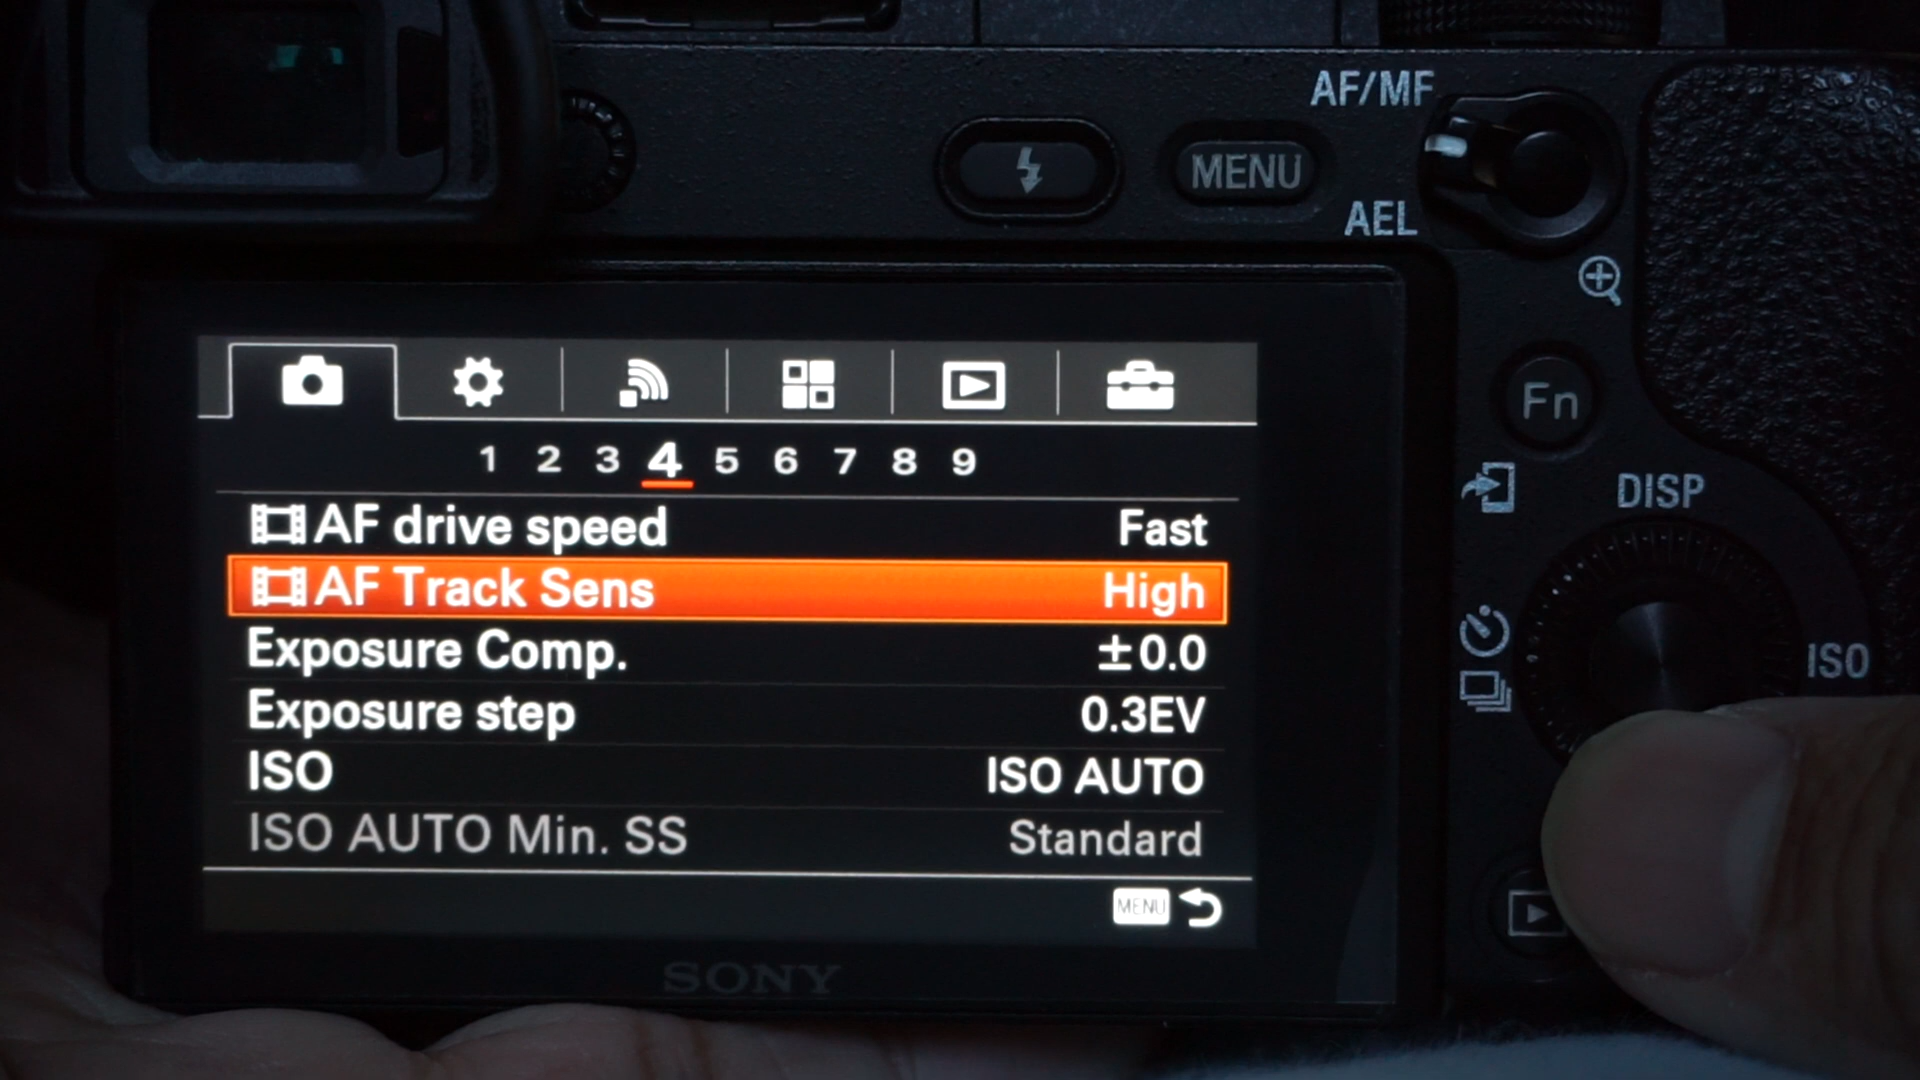 AF/MF
MENU
AEL
Fn
DISP
ISO
1 2 3 4 5 6 7 8 9
AF drive speed Fast
AF Track Sens High
Exposure Comp. ±0.0
Exposure step 0.3EV
ISO ISO AUTO
ISO AUTO Min. SS Standard
MENU
SONY